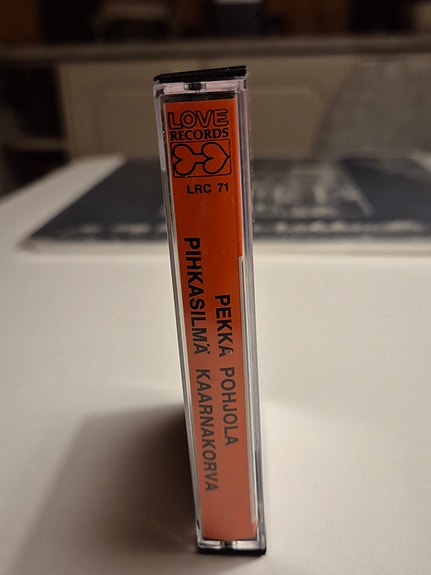 LOVE
RECORDS
LRC 71
PEKKA POHJOLA
PIHKASILMÄ KAARNAKORVA